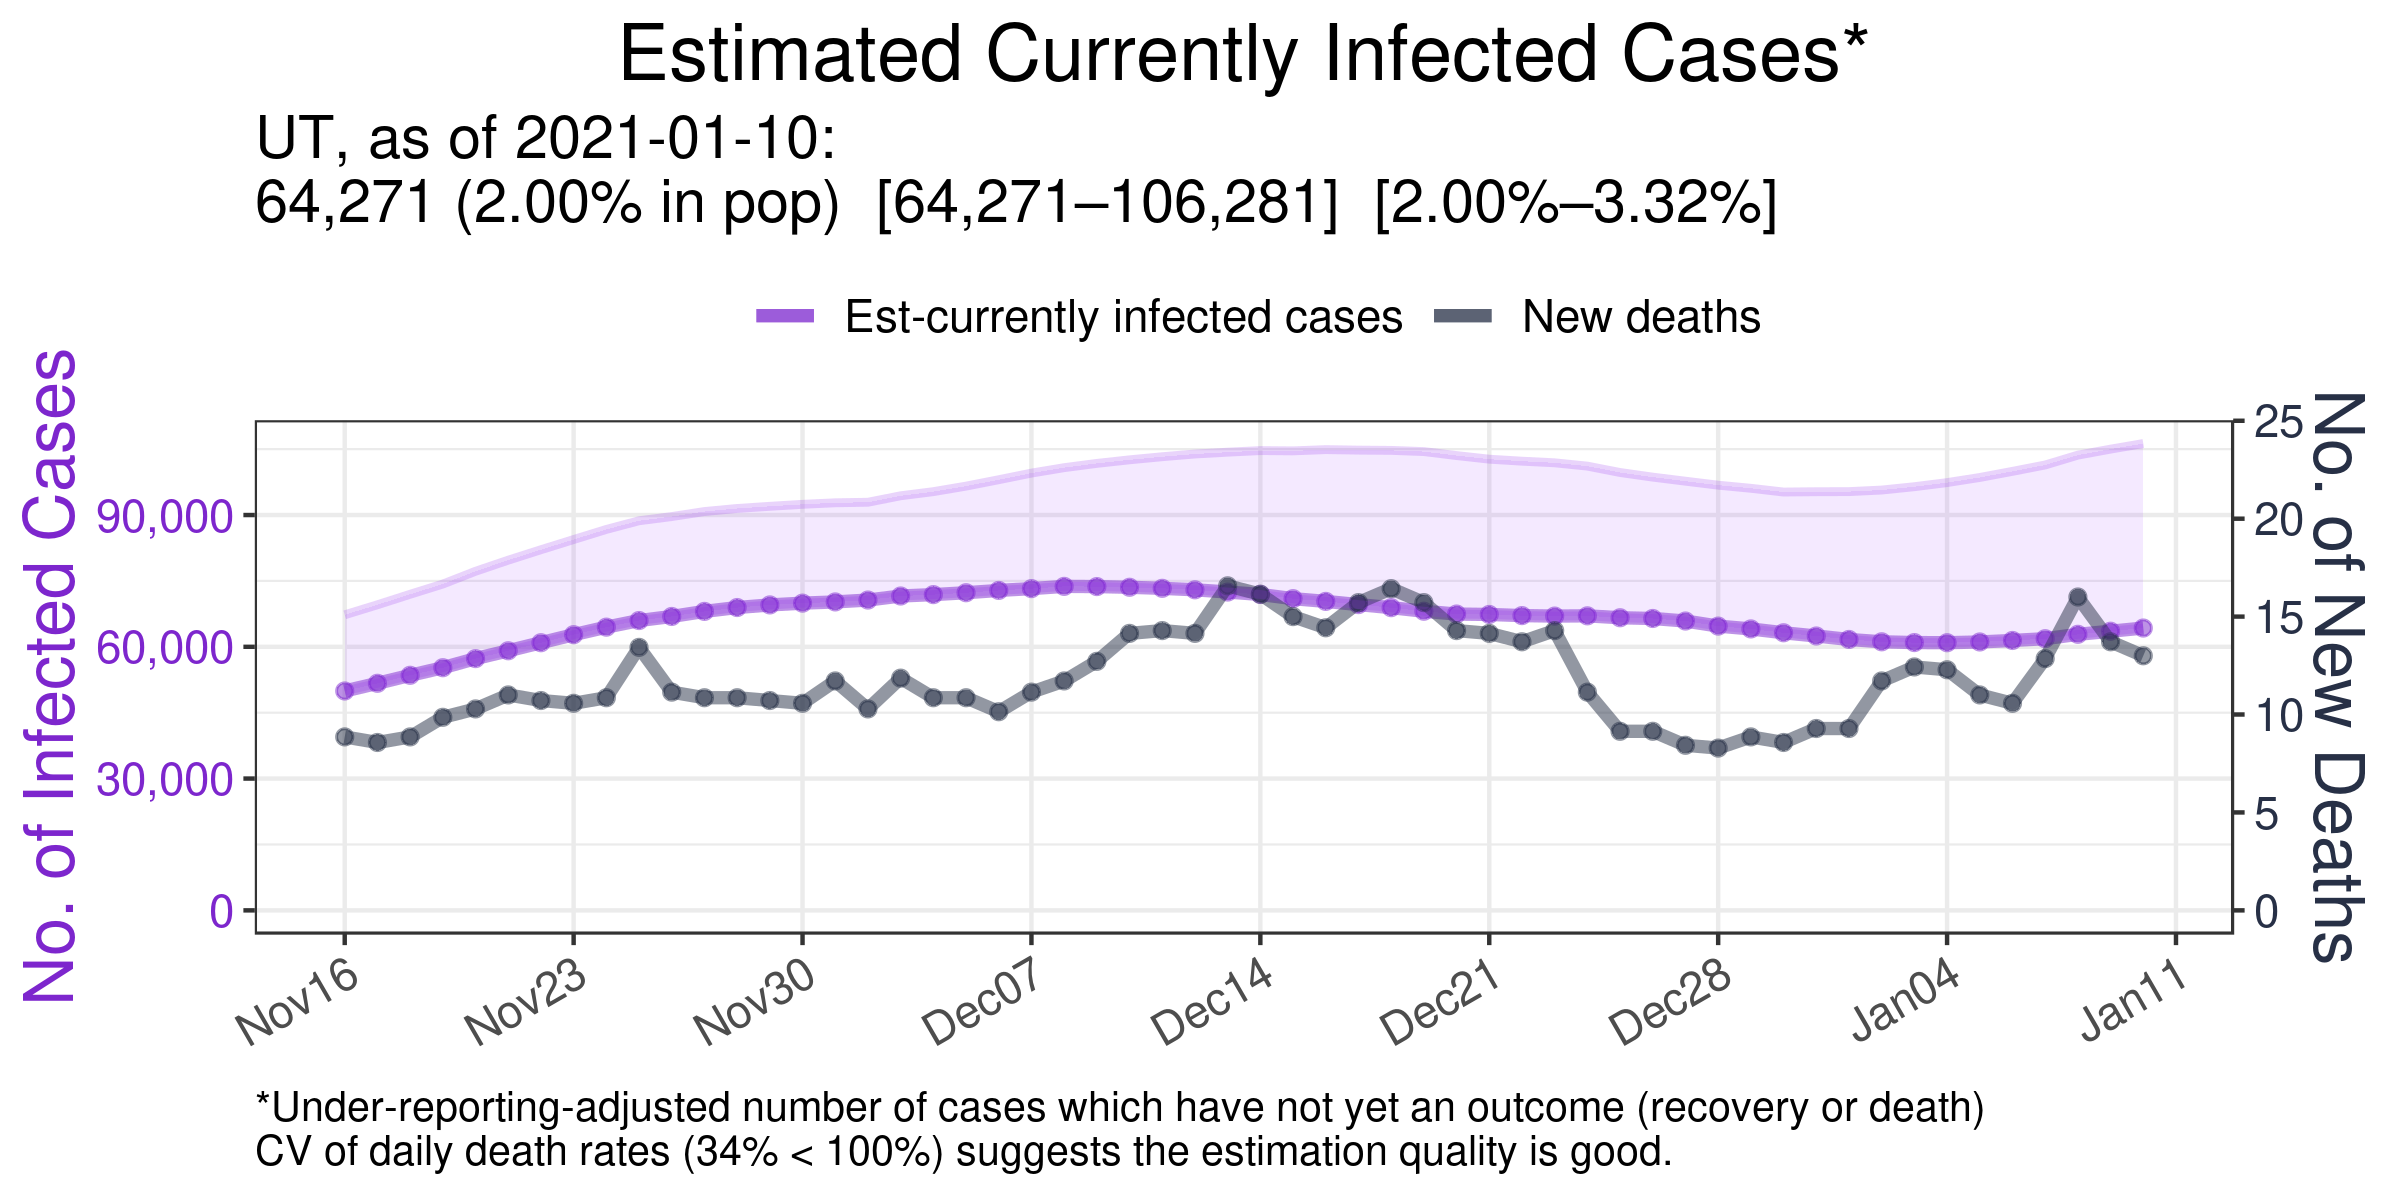 Estimated Currently Infected Cases*
UT, as of 2021-01-10:
64,271 (2.00% in pop)  [64,271–106,281]  [2.00%–3.32%]
Est-currently infected cases
New deaths
No. of Infected Cases
90,000
60,000
30,000
0
25
20
15
10
5
0
No. of New Deaths
Nov16
Nov23
Nov30
Dec07
Dec14
Dec21
Dec28
Jan04
Jan11
*Under-reporting-adjusted number of cases which have not yet an outcome (recovery or death)
CV of daily death rates (34% < 100%) suggests the estimation quality is good.